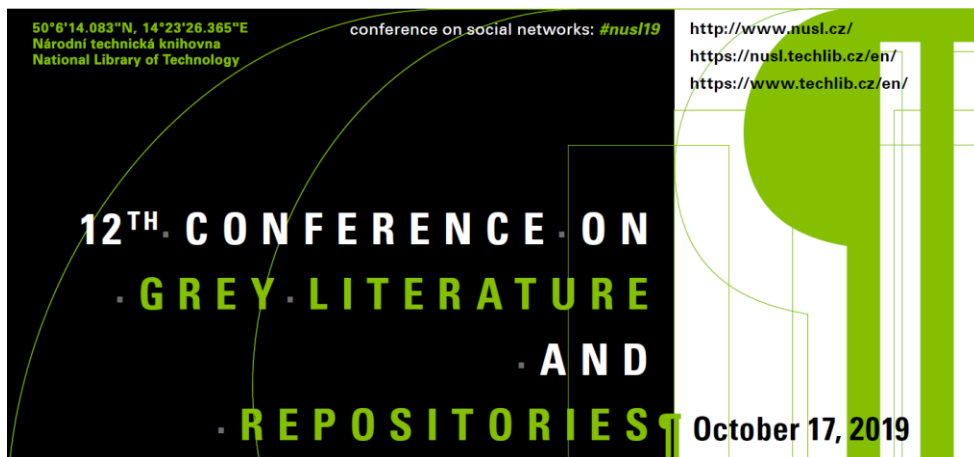 50°6'14.083"N, 14°23'26.365"E
Národní technická knihovna
National Library of Technology
conference on social networks: #nusl19
http://www.nusl.cz/
https://nusl.techlib.cz/en/
https://www.techlib.cz/en/
12TH·CONFERENCE·ON
·GREY·LITERATURE
·AND
·REPOSITORIES¶
October 17, 2019